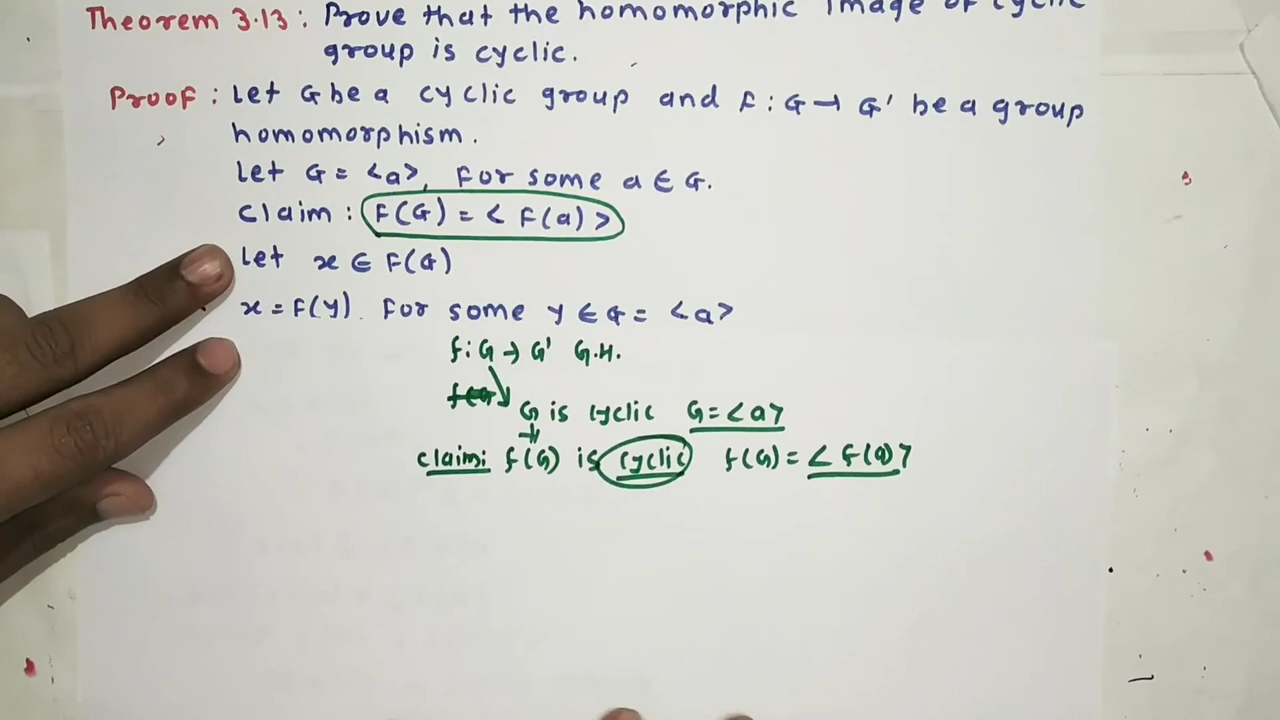 Theorem 3.13: Prove that the homomorphic image of cyclic
group is cyclic.
Proof: Let G be a cyclic group and F: G → G' be a group
homomorphism.
Let G = <a>, For some a ∈ G.
Claim: F(G) = < F(a) >
Let x ∈ F(G)
x = F(y). For some y ∈ G = <a>
f: G → G' G.H.
G is cyclic G = <a>
claim: f(G) is cyclic f(G) = < f(a) >